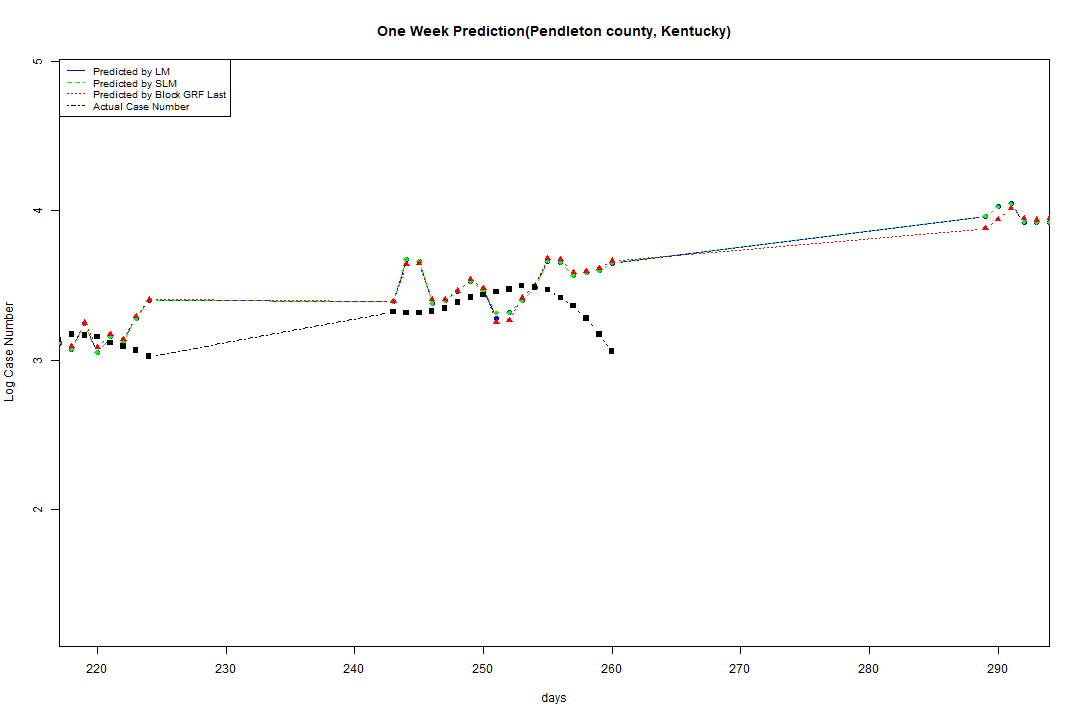 One Week Prediction(Pendleton county, Kentucky)
Predicted by LM
Predicted by SLM
Predicted by Block GRF Last
Actual Case Number
Log Case Number
5
4
3
2
220 230 240 250 260 270 280 290
days